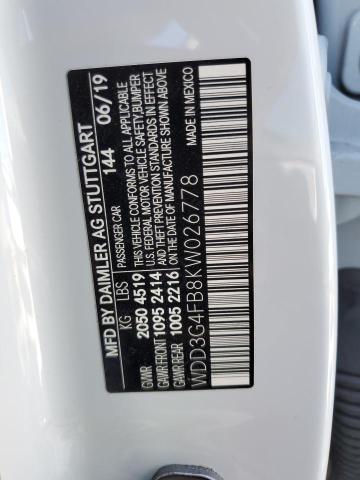 MFD BY DAIMLER AG STUTTGART
144 06/19
PASSENGER CAR
KG LBS
GVWR 2050 4519
GAWR FRONT 1095 2414
GAWR REAR 1005 2216
THIS VEHICLE CONFORMS TO ALL APPLICABLE
U.S. FEDERAL MOTOR VEHICLE SAFETY, BUMPER
AND THEFT PREVENTION STANDARDS IN EFFECT
ON THE DATE OF MANUFACTURE SHOWN ABOVE
MADE IN MEXICO
WDD3G4FB8KW026778